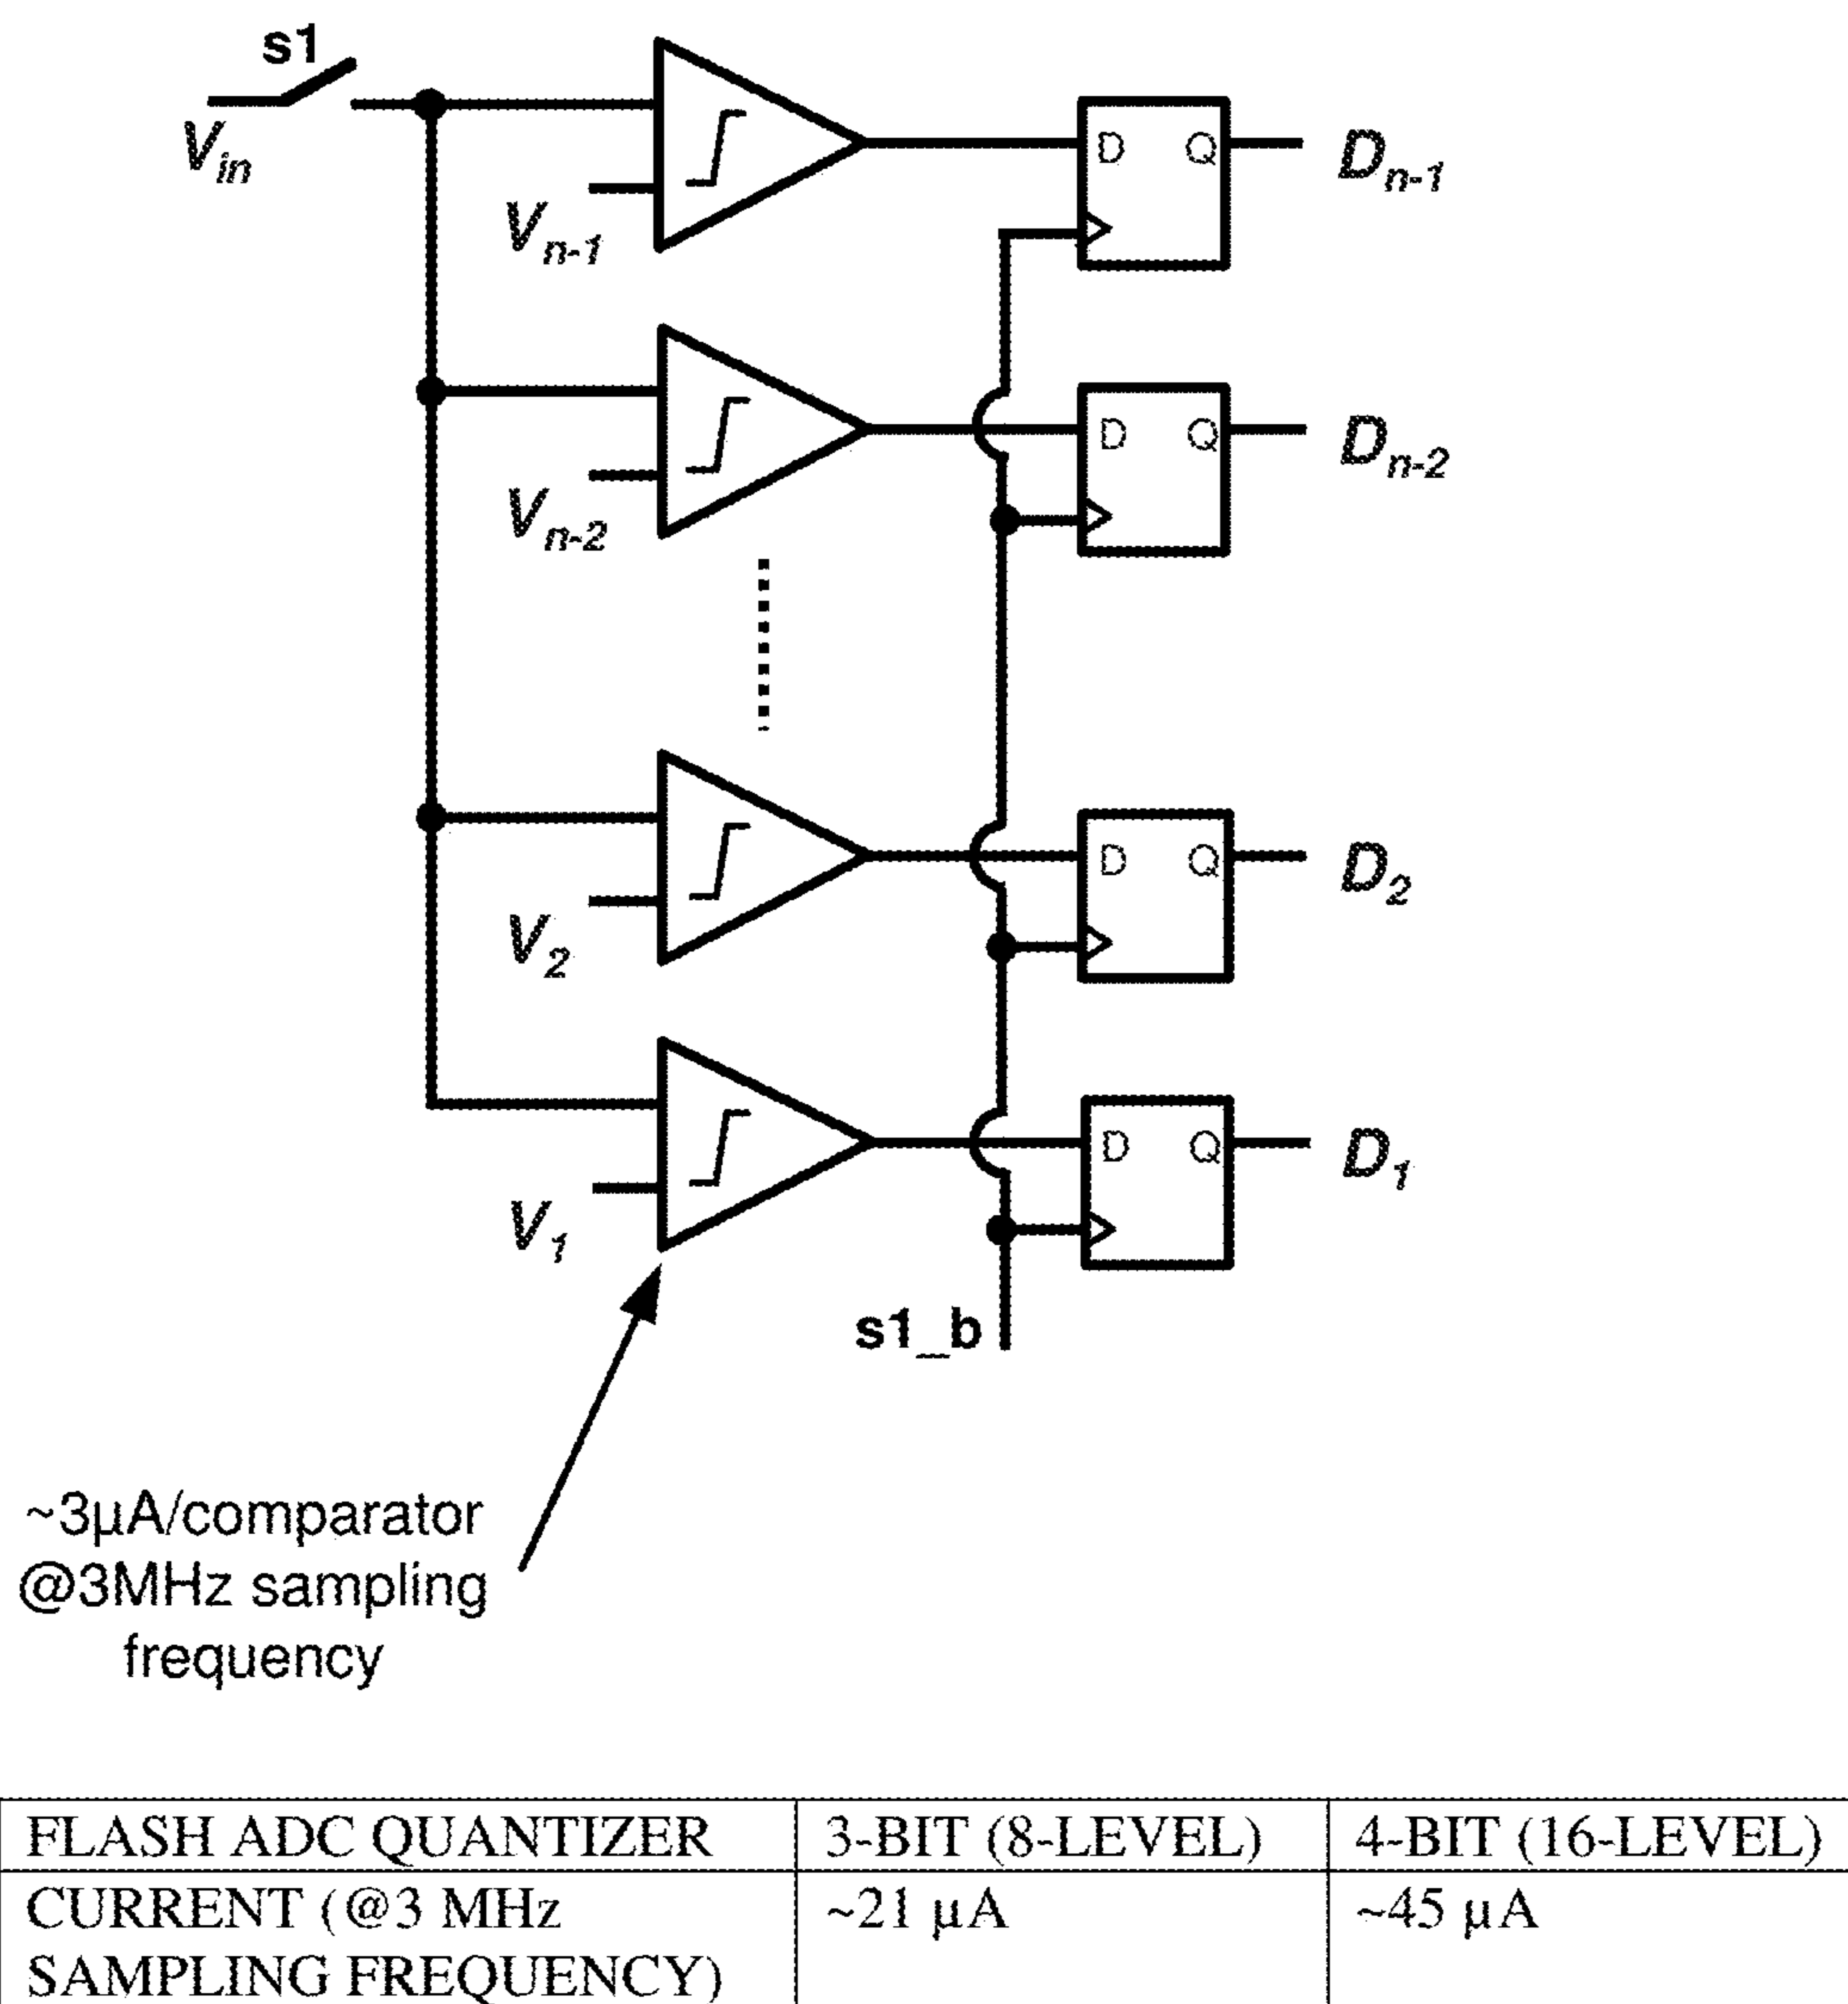 s1
V_in
V_n-1
D Q
D_n-1
V_n-2
D Q
D_n-2
V_2
D Q
D_2
V_1
D Q
D_1
s1_b
~3μA/comparator
@3MHz sampling
frequency
FLASH ADC QUANTIZER 3-BIT (8-LEVEL) 4-BIT (16-LEVEL)
CURRENT (@3 MHz ~21 μA ~45 μA
SAMPLING FREQUENCY)